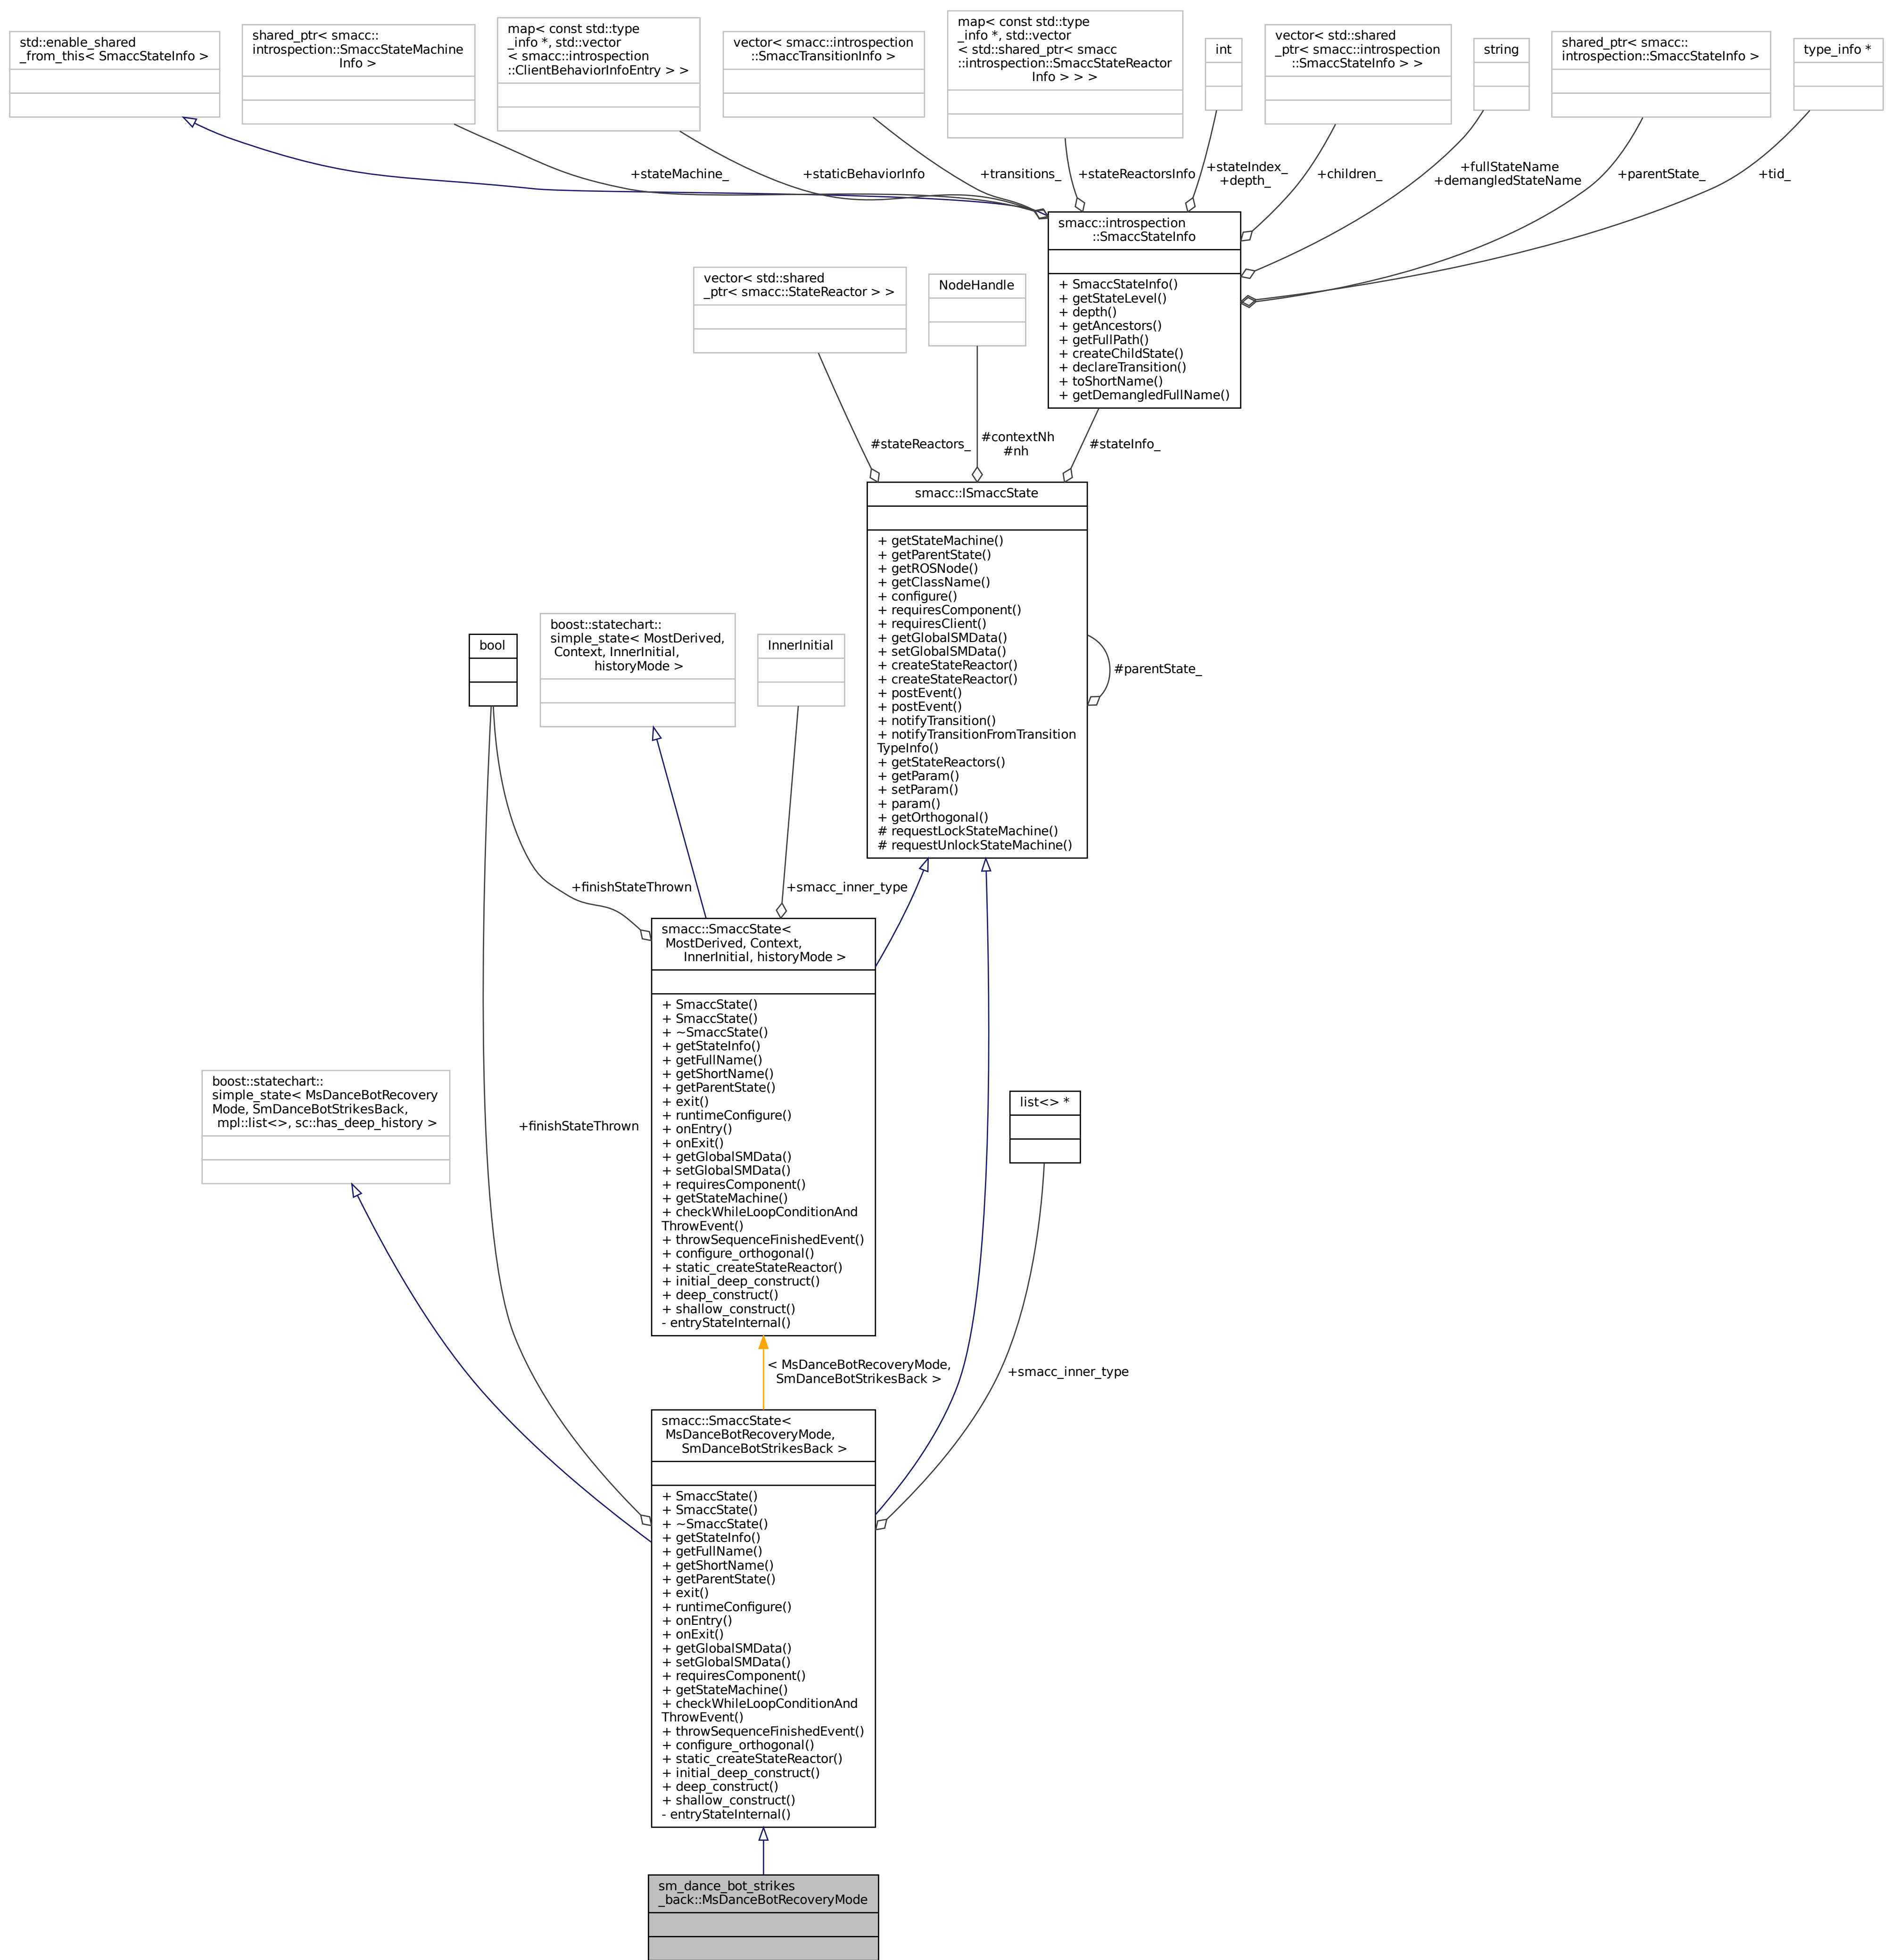 std::enable_shared
_from_this< SmaccStateInfo >
shared_ptr< smacc::
introspection::SmaccStateMachine
Info >
map< const std::type
_info *, std::vector
< smacc::introspection
::ClientBehaviorInfoEntry > >
vector< smacc::introspection
::SmaccTransitionInfo >
map< const std::type
_info *, std::vector
< std::shared_ptr< smacc
::introspection::SmaccStateReactor
Info > > >
int
vector< std::shared
_ptr< smacc::introspection
::SmaccStateInfo > >
string
shared_ptr< smacc::
introspection::SmaccStateInfo >
type_info *
+stateMachine_
+staticBehaviorInfo
+transitions_
+stateReactorsInfo
+stateIndex_
+depth_
+children_
+fullStateName
+demangledStateName
+parentState_
+tid_
smacc::introspection
::SmaccStateInfo
+ SmaccStateInfo()
+ getStateLevel()
+ depth()
+ getAncestors()
+ getFullPath()
+ createChildState()
+ declareTransition()
+ toShortName()
+ getDemangledFullName()
vector< std::shared
_ptr< smacc::StateReactor > >
NodeHandle
#stateReactors_
#contextNh
#nh
#stateInfo_
smacc::ISmaccState
+ getStateMachine()
+ getParentState()
+ getROSNode()
+ getClassName()
+ configure()
+ requiresComponent()
+ requiresClient()
+ getGlobalSMData()
+ setGlobalSMData()
+ createStateReactor()
+ createStateReactor()
+ postEvent()
+ postEvent()
+ notifyTransition()
+ notifyTransitionFromTransition
TypeInfo()
+ getStateReactors()
+ getParam()
+ setParam()
+ param()
+ getOrthogonal()
# requestLockStateMachine()
# requestUnlockStateMachine()
#parentState_
bool
boost::statechart::
simple_state< MostDerived,
Context, InnerInitial,
historyMode >
InnerInitial
+finishStateThrown
+smacc_inner_type
smacc::SmaccState<
MostDerived, Context,
InnerInitial, historyMode >
+ SmaccState()
+ SmaccState()
+ ~SmaccState()
+ getStateInfo()
+ getFullName()
+ getShortName()
+ getParentState()
+ exit()
+ runtimeConfigure()
+ onEntry()
+ onExit()
+ getGlobalSMData()
+ setGlobalSMData()
+ requiresComponent()
+ getStateMachine()
+ checkWhileLoopConditionAnd
ThrowEvent()
+ throwSequenceFinishedEvent()
+ configure_orthogonal()
+ static_createStateReactor()
+ initial_deep_construct()
+ deep_construct()
+ shallow_construct()
- entryStateInternal()
boost::statechart::
simple_state< MsDanceBotRecovery
Mode, SmDanceBotStrikesBack,
mpl::list<>, sc::has_deep_history >
+finishStateThrown
list<> *
< MsDanceBotRecoveryMode,
SmDanceBotStrikesBack >
+smacc_inner_type
smacc::SmaccState<
MsDanceBotRecoveryMode,
SmDanceBotStrikesBack >
+ SmaccState()
+ SmaccState()
+ ~SmaccState()
+ getStateInfo()
+ getFullName()
+ getShortName()
+ getParentState()
+ exit()
+ runtimeConfigure()
+ onEntry()
+ onExit()
+ getGlobalSMData()
+ setGlobalSMData()
+ requiresComponent()
+ getStateMachine()
+ checkWhileLoopConditionAnd
ThrowEvent()
+ throwSequenceFinishedEvent()
+ configure_orthogonal()
+ static_createStateReactor()
+ initial_deep_construct()
+ deep_construct()
+ shallow_construct()
- entryStateInternal()
sm_dance_bot_strikes
_back::MsDanceBotRecoveryMode